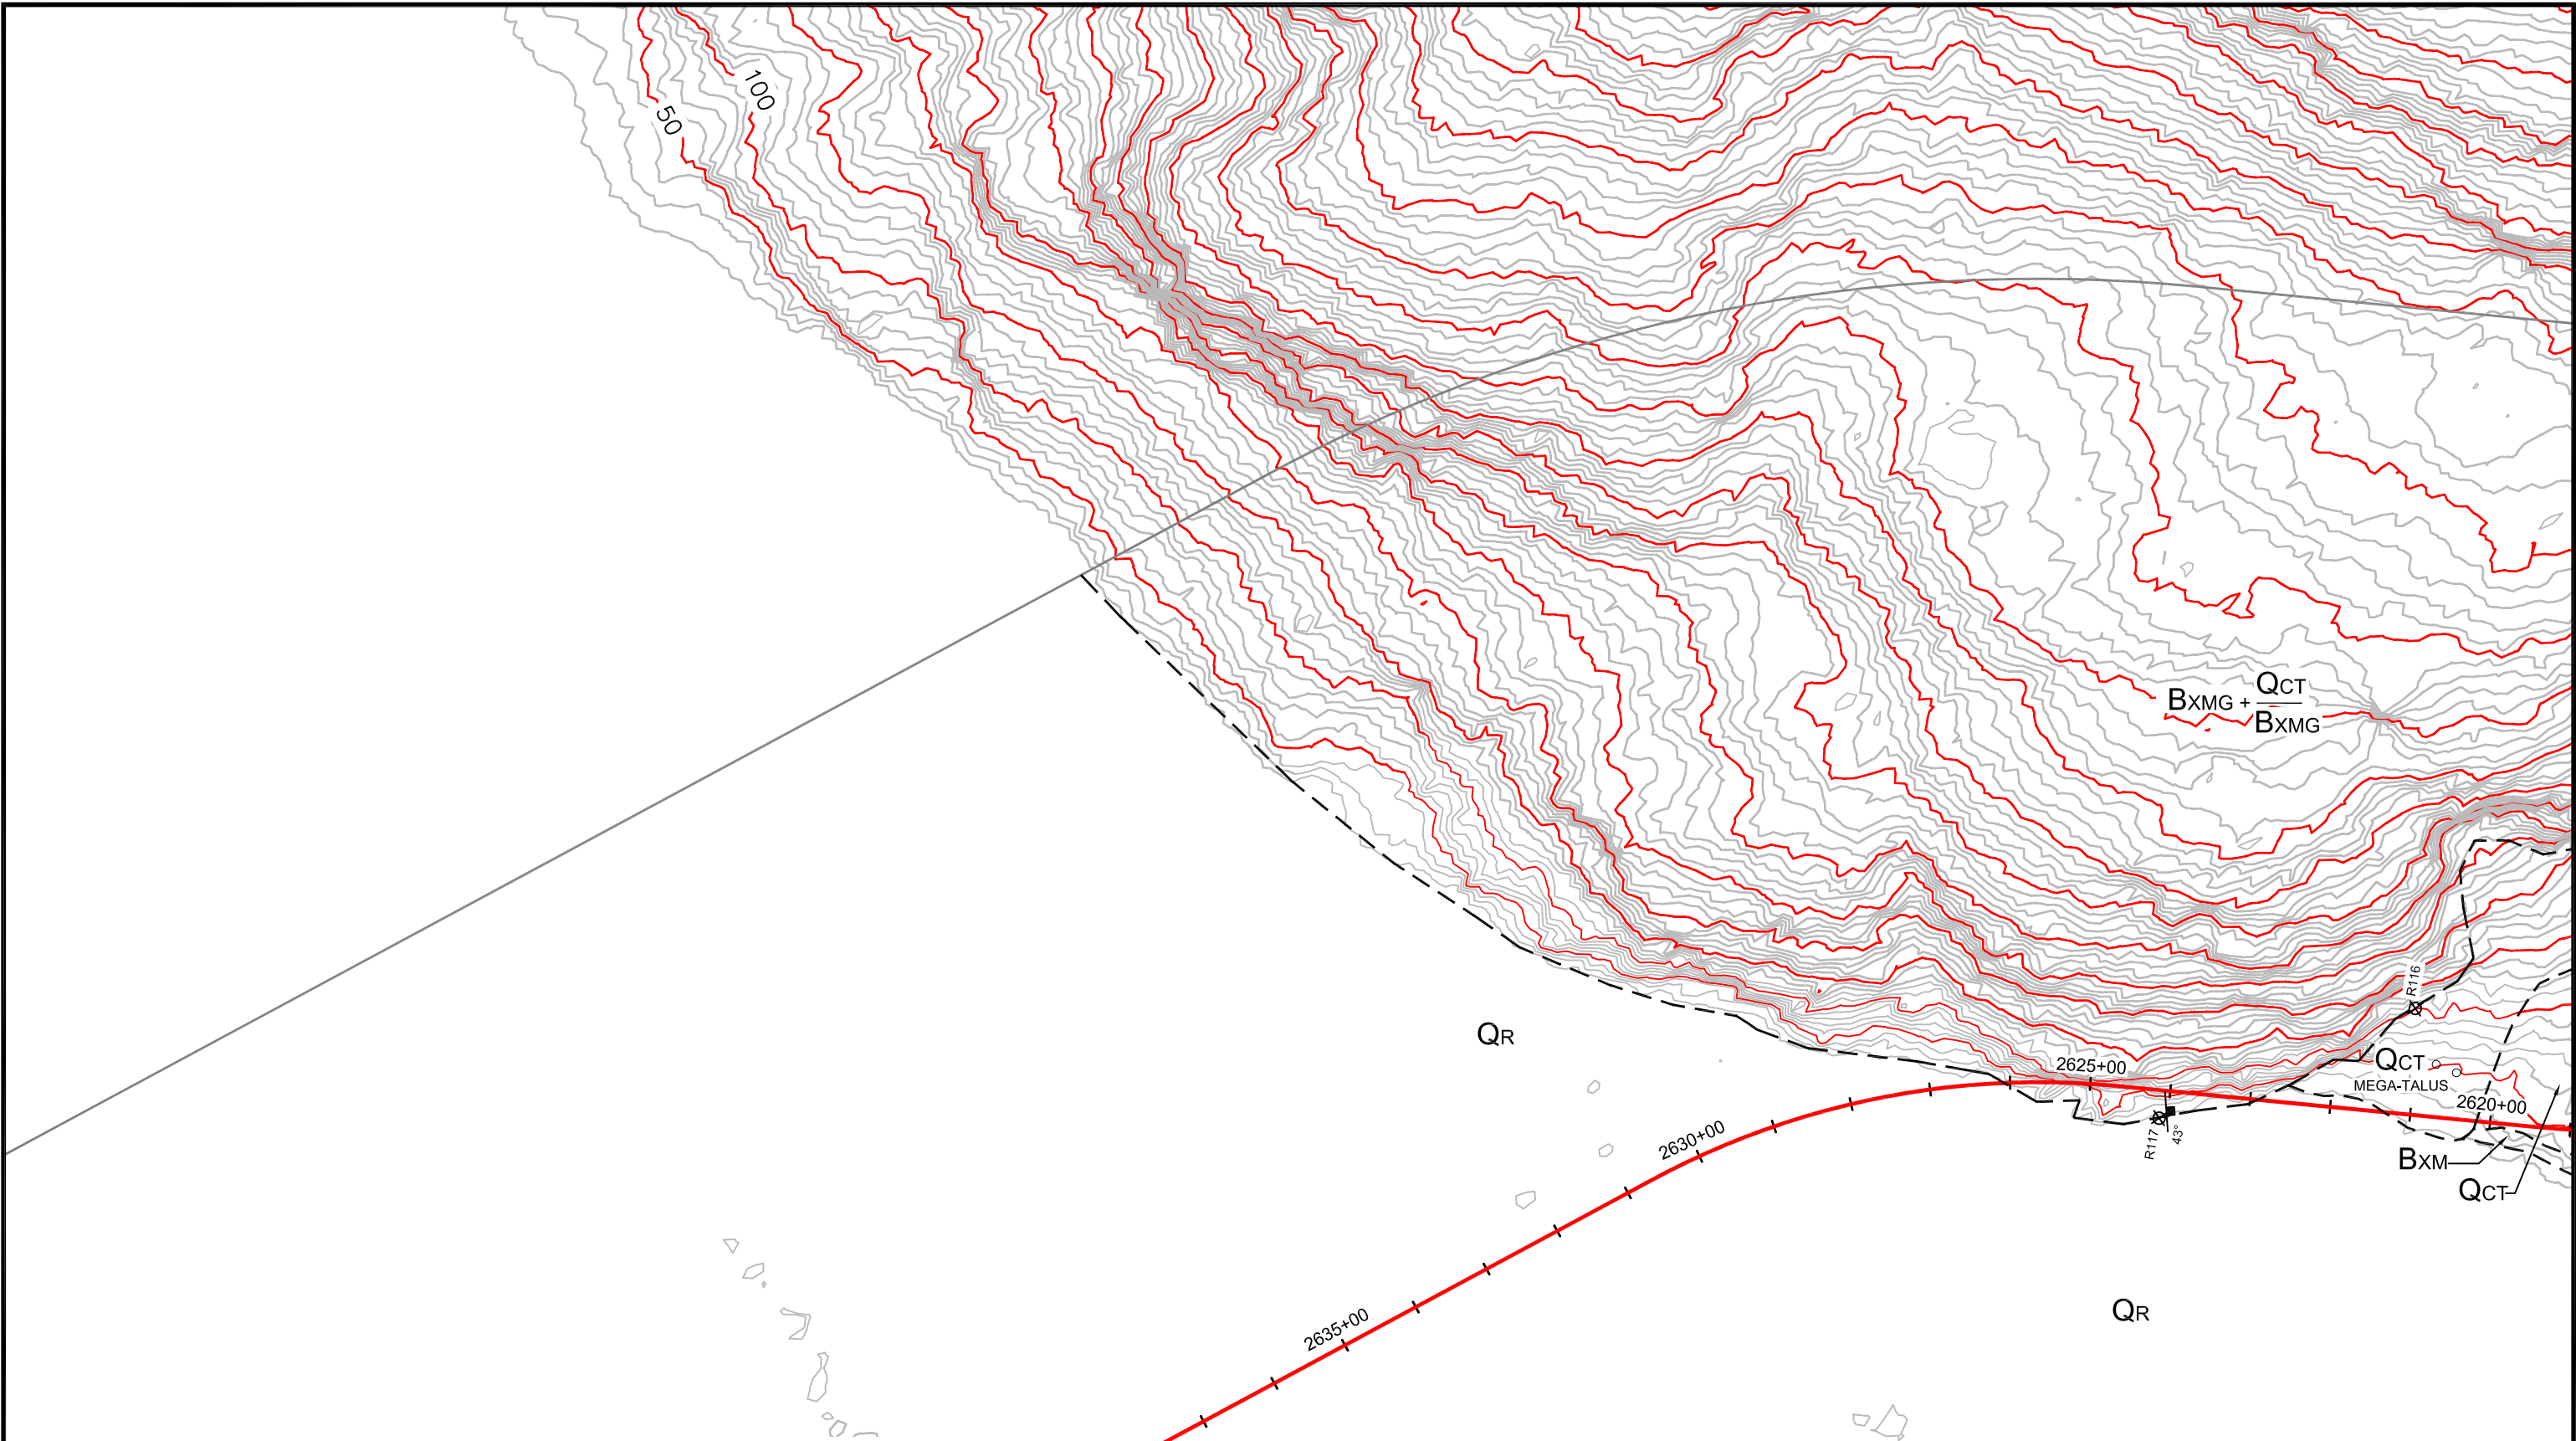 100
50
QCT
BXMG +
BXMG
R116
QR
2625+00
QCT
MEGA-TALUS
2620+00
2630+00
R117
43°
BXM
QCT
QR
2635+00